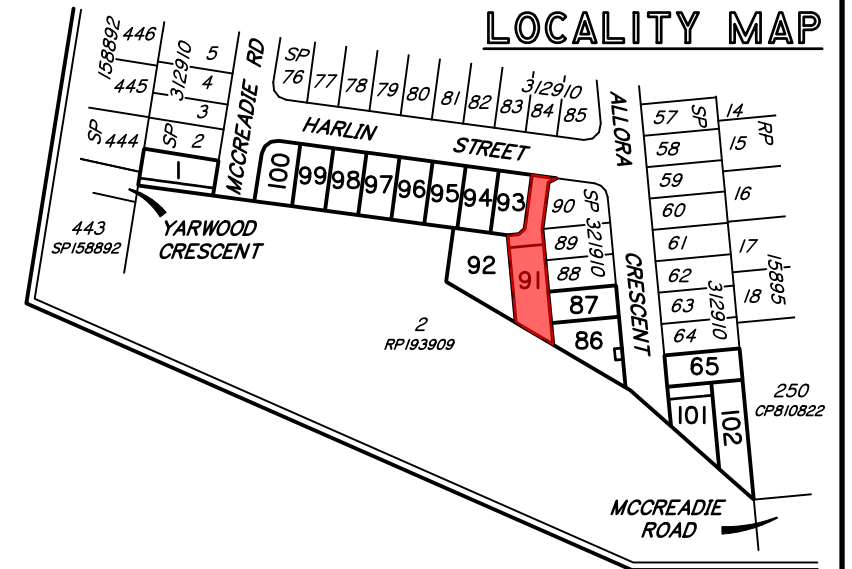 LOCALITY MAP
158892
446
445
SP 444
312910
5
4
3
SP 2
1
MCCREADIE RD
SP
76 77 78 79 80 81 82 83 84 85
312910
HARLIN STREET
ALLORA CRESCENT
100 99 98 97 96 95 94 93
92
91
90
89
88
SP 321910
87
86
57
58
59
60
61
62
63
64
SP
312910
65
101
102
14
15
16
17
18
RP
15895
443
SP158892
YARWOOD
CRESCENT
2
RP193909
250
CP810822
MCCREADIE
ROAD